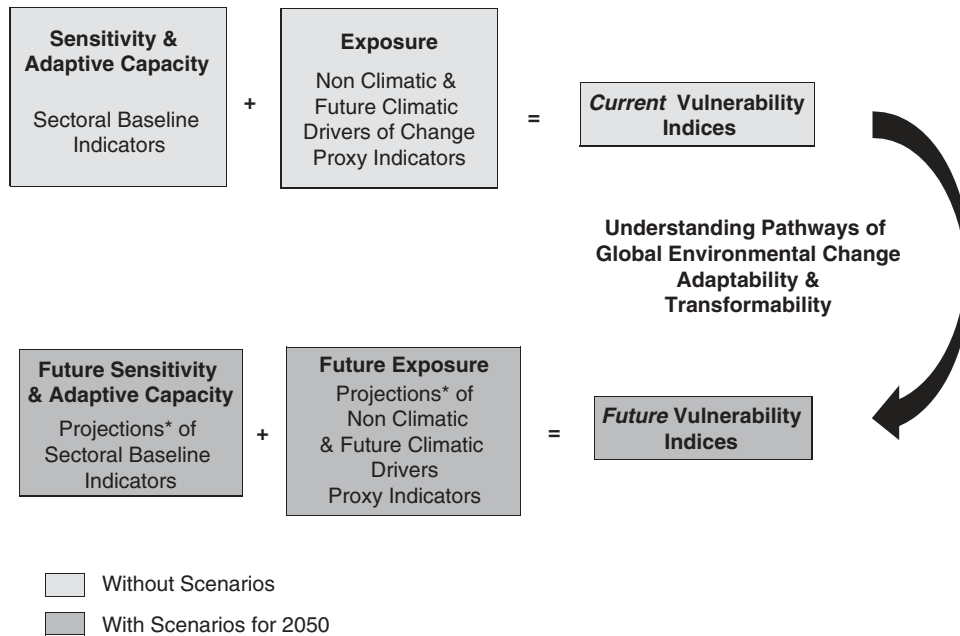 Sensitivity &
Adaptive Capacity
Sectoral Baseline
Indicators
+
Exposure
Non Climatic &
Future Climatic
Drivers of Change
Proxy Indicators
=
Current Vulnerability
Indices
Understanding Pathways of
Global Environmental Change
Adaptability &
Transformability
Future Sensitivity
& Adaptive Capacity
Projections* of
Sectoral Baseline
Indicators
+
Future Exposure
Projections* of
Non Climatic
& Future Climatic
Drivers
Proxy Indicators
=
Future Vulnerability
Indices
Without Scenarios
With Scenarios for 2050